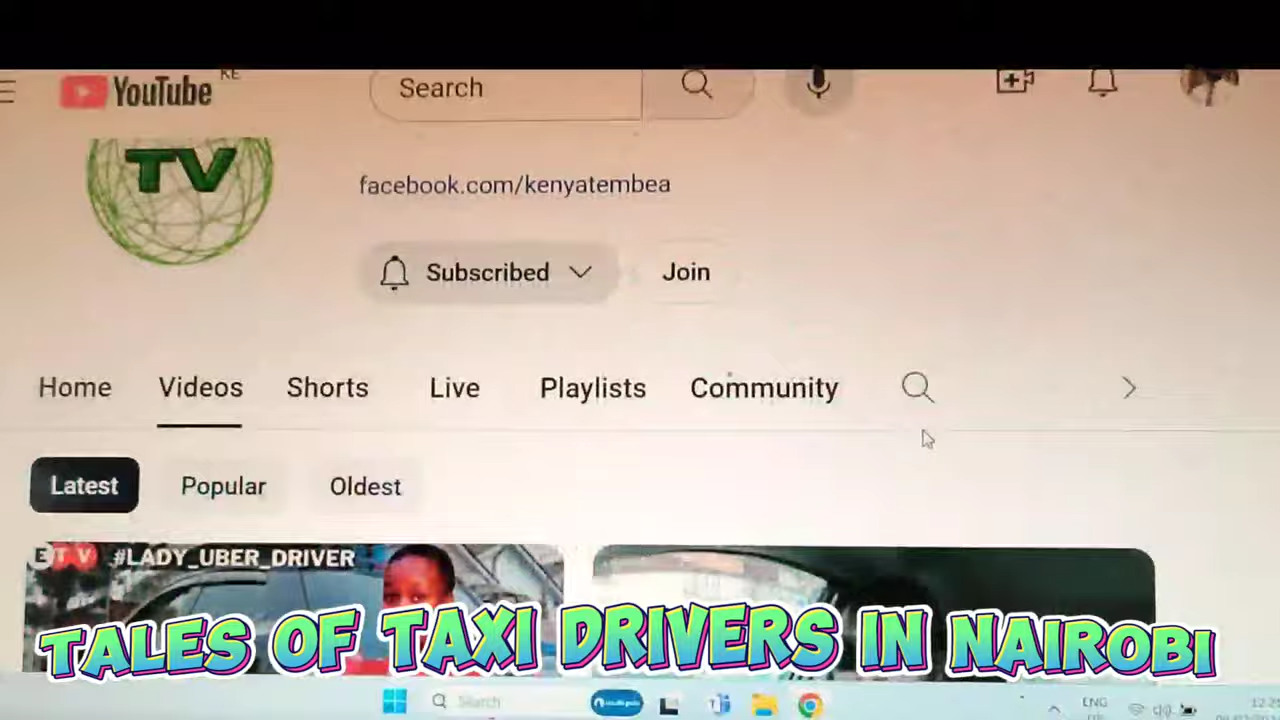 YouTube KE
Search
TV
facebook.com/kenyatembea
Subscribed
Join
Home Videos Shorts Live Playlists Community
Latest Popular Oldest
ETV #LADY_UBER_DRIVER
TALES OF TAXI DRIVERS IN NAIROBI
Search
ENG